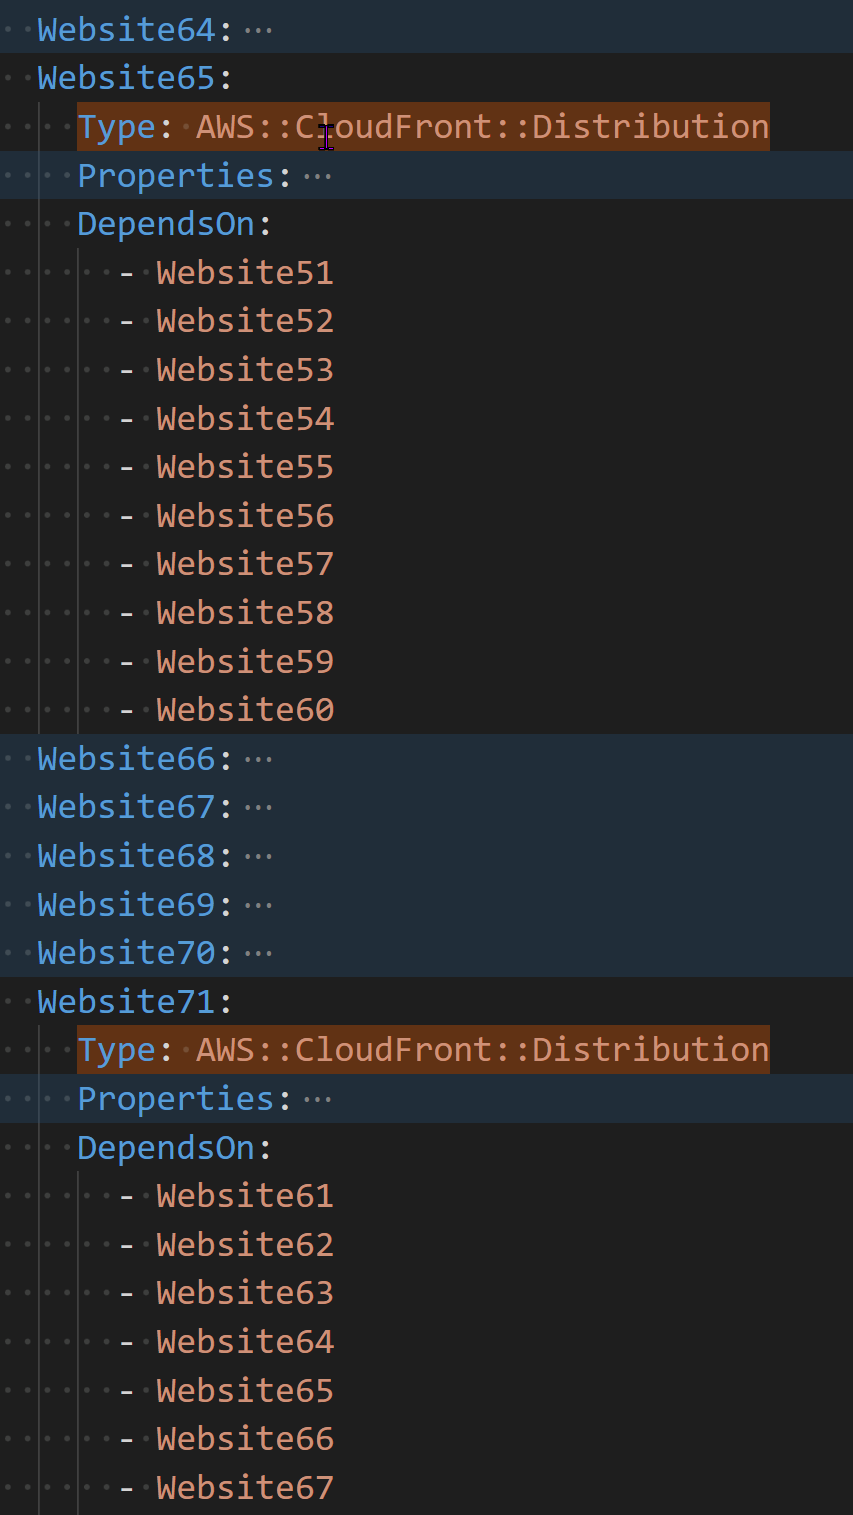 Website64: ···
Website65:
Type: AWS::CloudFront::Distribution
Properties: ···
DependsOn:
- Website51
- Website52
- Website53
- Website54
- Website55
- Website56
- Website57
- Website58
- Website59
- Website60
Website66: ···
Website67: ···
Website68: ···
Website69: ···
Website70: ···
Website71:
Type: AWS::CloudFront::Distribution
Properties: ···
DependsOn:
- Website61
- Website62
- Website63
- Website64
- Website65
- Website66
- Website67